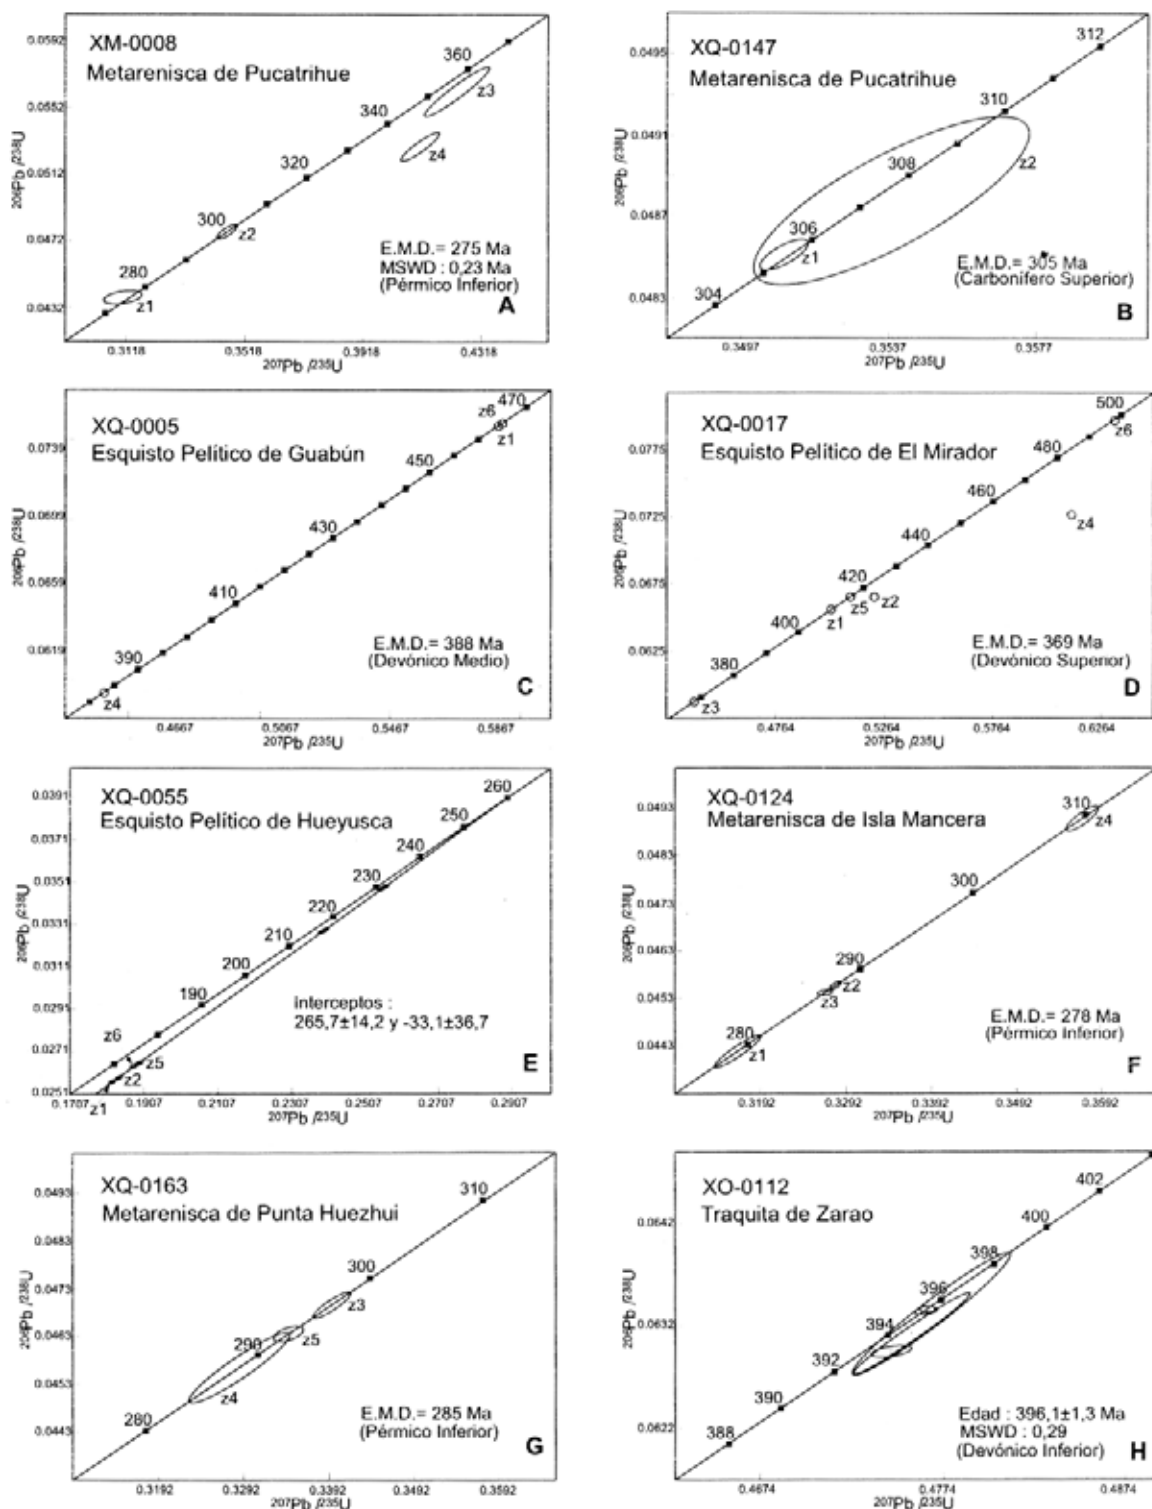 XM-0008
Metarenisca de Pucatrihue
0.0592
0.0552
0.0512
0.0472
0.0432
206Pb /238U
360
340
320
300
280
z3
z4
z2
z1
E.M.D.= 275 Ma
MSWD : 0,23 Ma
(Pérmico Inferior)
A
0.3118 0.3518 0.3918 0.4318
207Pb /235U
XQ-0147
Metarenisca de Pucatrihue
0.0495
0.0491
0.0487
0.0483
206Pb /238U
312
310
308
306
304
z2
z1
E.M.D.= 305 Ma
(Carbonífero Superior)
B
0.3497 0.3537 0.3577
207Pb /235U
XQ-0005
Esquisto Pelítico de Guabún
0.0739
0.0699
0.0659
0.0619
206Pb /238U
470
450
430
410
390
z6
z1
z4
E.M.D.= 388 Ma
(Devónico Medio)
C
0.4667 0.5067 0.5467 0.5867
207Pb /235U
XQ-0017
Esquisto Pelítico de El Mirador
0.0775
0.0725
0.0675
0.0625
206Pb /238U
500
480
460
440
420
400
380
z6
z4
z5 z2
z1
z3
E.M.D.= 369 Ma
(Devónico Superior)
D
0.4764 0.5264 0.5764 0.6264
207Pb /235U
XQ-0055
Esquisto Pelítico de Hueyusca
0.0391
0.0371
0.0351
0.0331
0.0315
0.0295
0.0271
0.0251
206Pb /238U
260
250
240
230
220
210
200
190
z6
z5
z2
z1
interceptos :
265,7±14,2 y -33,1±36,7
E
0.1707 0.1907 0.2107 0.2307 0.2507 0.2707 0.2907
207Pb /235U
XQ-0124
Metarenisca de Isla Mancera
0.0493
0.0483
0.0473
0.0463
0.0453
0.0443
206Pb /238U
310
300
290
280
z4
z2
z3
z1
E.M.D.= 278 Ma
(Pérmico Inferior)
F
0.3192 0.3292 0.3392 0.3492 0.3592
207Pb /235U
XQ-0163
Metarenisca de Punta Huezhui
0.0493
0.0483
0.0473
0.0463
0.0453
0.0443
206Pb /238U
310
300
290
280
z3
z5
z4
E.M.D.= 285 Ma
(Pérmico Inferior)
G
0.3192 0.3292 0.3392 0.3492 0.3592
207Pb /235U
XO-0112
Traquita de Zarao
0.0642
0.0632
0.0622
206Pb /238U
402
400
398
396
394
392
390
388
Edad : 396,1±1,3 Ma
MSWD : 0,29
(Devónico Inferior)
H
0.4674 0.4774 0.4874
207Pb /235U